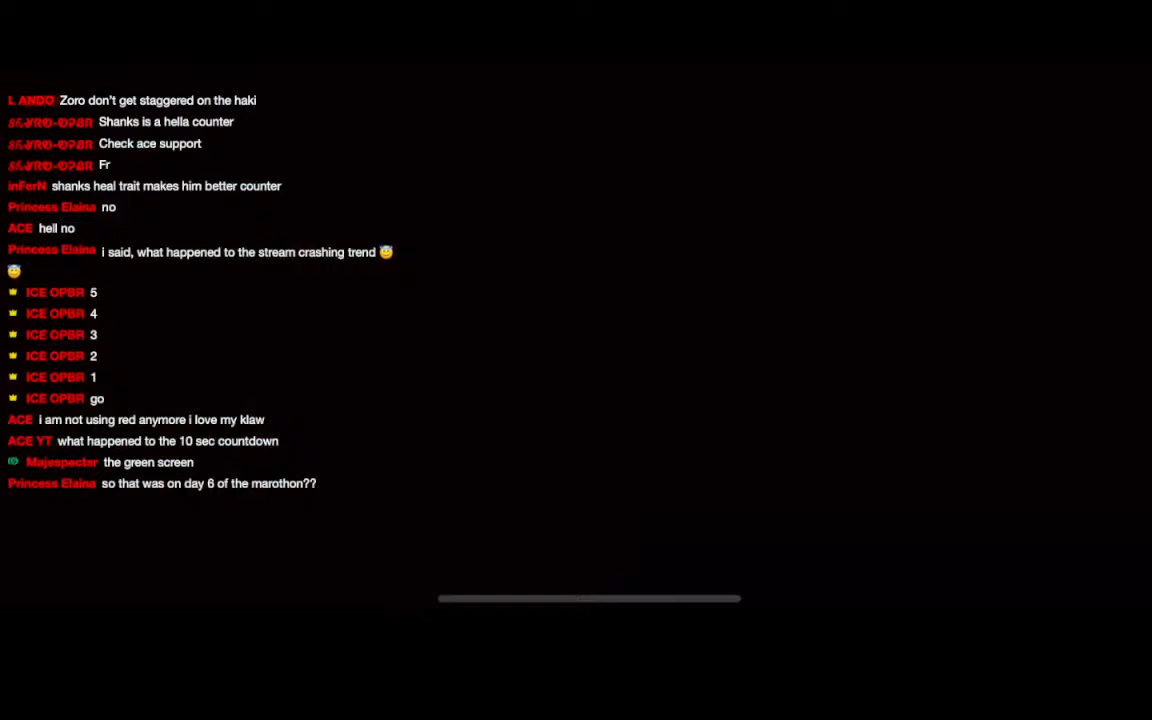 L ANDO Zoro don't get staggered on the haki
Shanks is a hella counter
Check ace support
Fr
inFerN shanks heal trait makes him better counter
Princess Elaina no
ACE hell no
Princess Elaina i said, what happened to the stream crashing trend 😇
😇
ICE OPBR 5
ICE OPBR 4
ICE OPBR 3
ICE OPBR 2
ICE OPBR 1
ICE OPBR go
ACE i am not using red anymore i love my klaw
ACE YT what happened to the 10 sec countdown
Majespecter the green screen
Princess Elaina so that was on day 6 of the marothon??